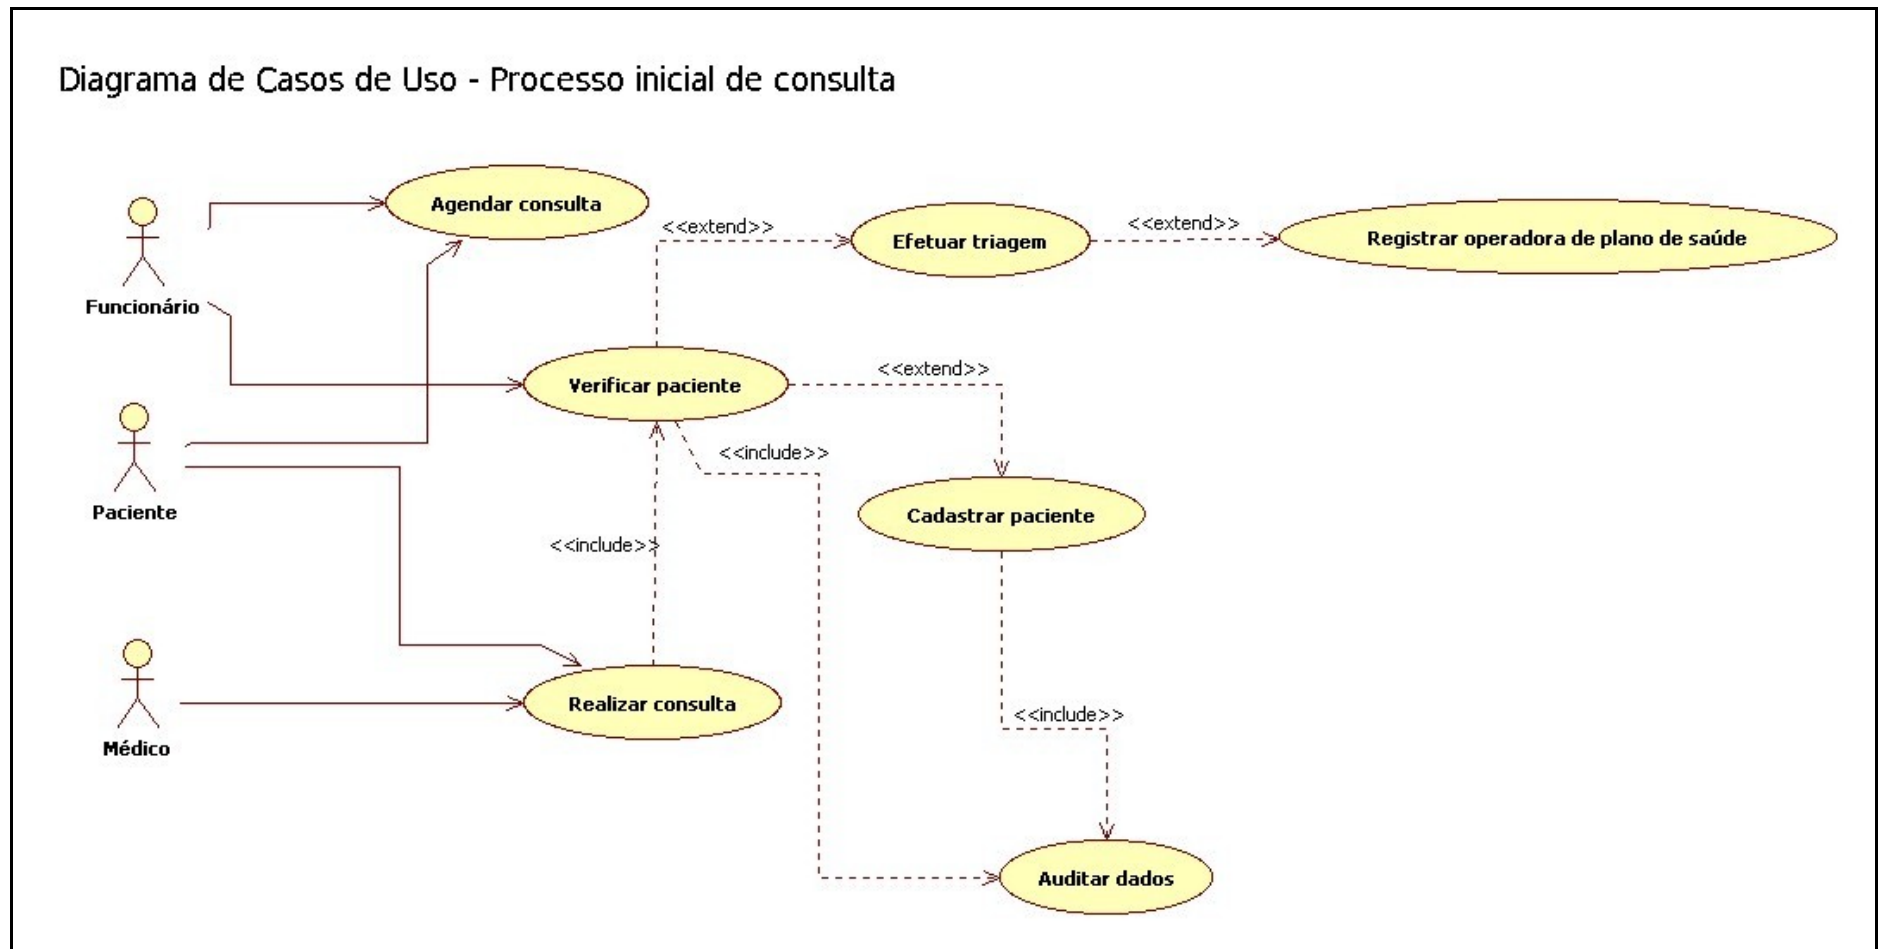 Diagrama de Casos de Uso - Processo inicial de consulta
Agendar consulta
<<extend>>
Efetuar triagem
<<extend>>
Registrar operadora de plano de saúde
Funcionário
Verificar paciente
<<extend>>
<<include>>
Paciente
Cadastrar paciente
<<include>>
Médico
Realizar consulta
<<include>>
Auditar dados